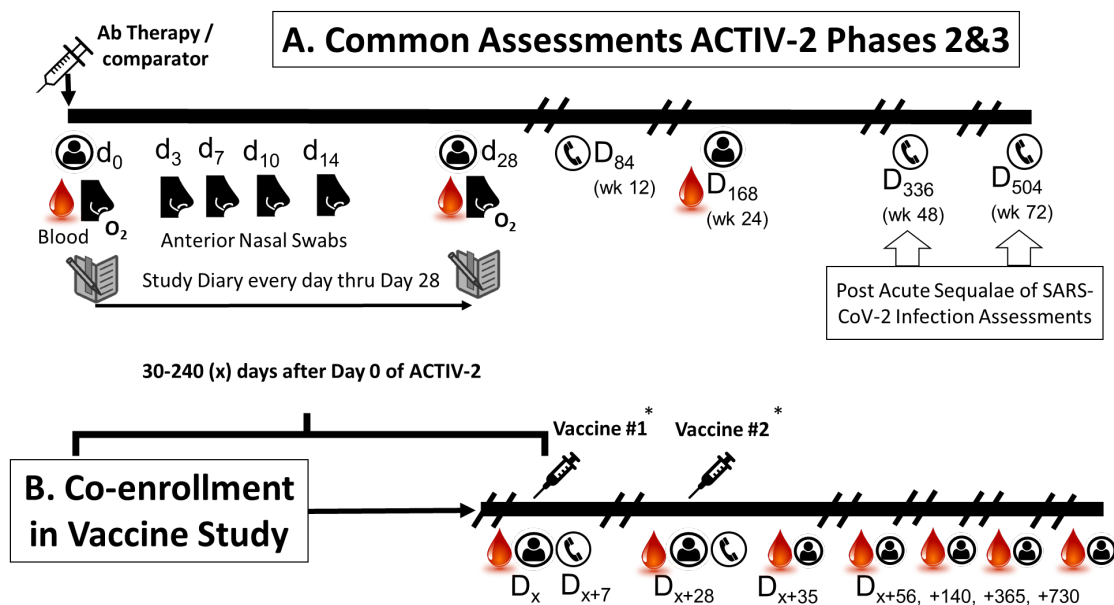 Ab Therapy /
comparator
A. Common Assessments ACTIV-2 Phases 2&3
d0
d3
d7
d10
d14
d28
D84
(wk 12)
D168
(wk 24)
D336
(wk 48)
D504
(wk 72)
Blood
O2
Anterior Nasal Swabs
O2
Study Diary every day thru Day 28
Post Acute Sequalae of SARS-
CoV-2 Infection Assessments
30-240 (x) days after Day 0 of ACTIV-2
Vaccine #1*
Vaccine #2*
B. Co-enrollment
in Vaccine Study
Dx
Dx+7
Dx+28
Dx+35
Dx+56, +140, +365, +730